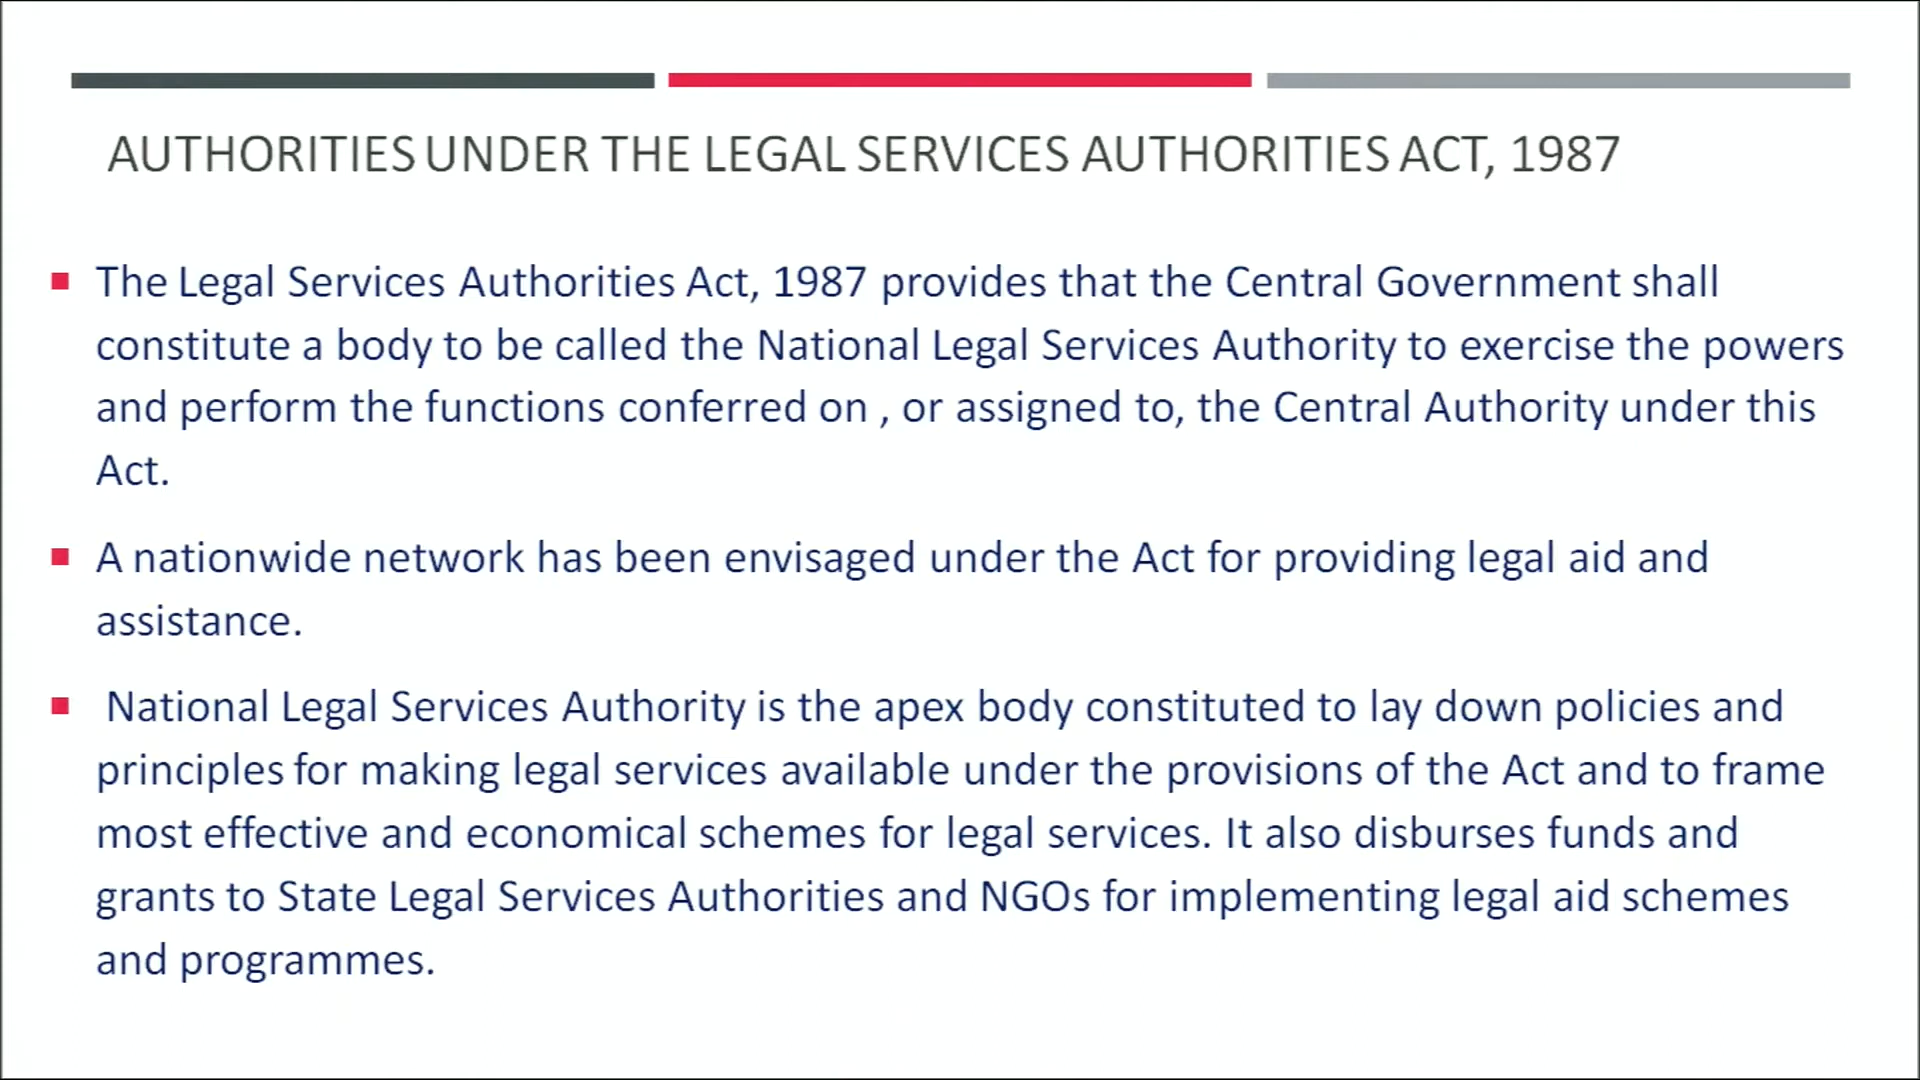 AUTHORITIES UNDER THE LEGAL SERVICES AUTHORITIES ACT, 1987
The Legal Services Authorities Act, 1987 provides that the Central Government shall
constitute a body to be called the National Legal Services Authority to exercise the powers
and perform the functions conferred on , or assigned to, the Central Authority under this
Act.
A nationwide network has been envisaged under the Act for providing legal aid and
assistance.
National Legal Services Authority is the apex body constituted to lay down policies and
principles for making legal services available under the provisions of the Act and to frame
most effective and economical schemes for legal services. It also disburses funds and
grants to State Legal Services Authorities and NGOs for implementing legal aid schemes
and programmes.